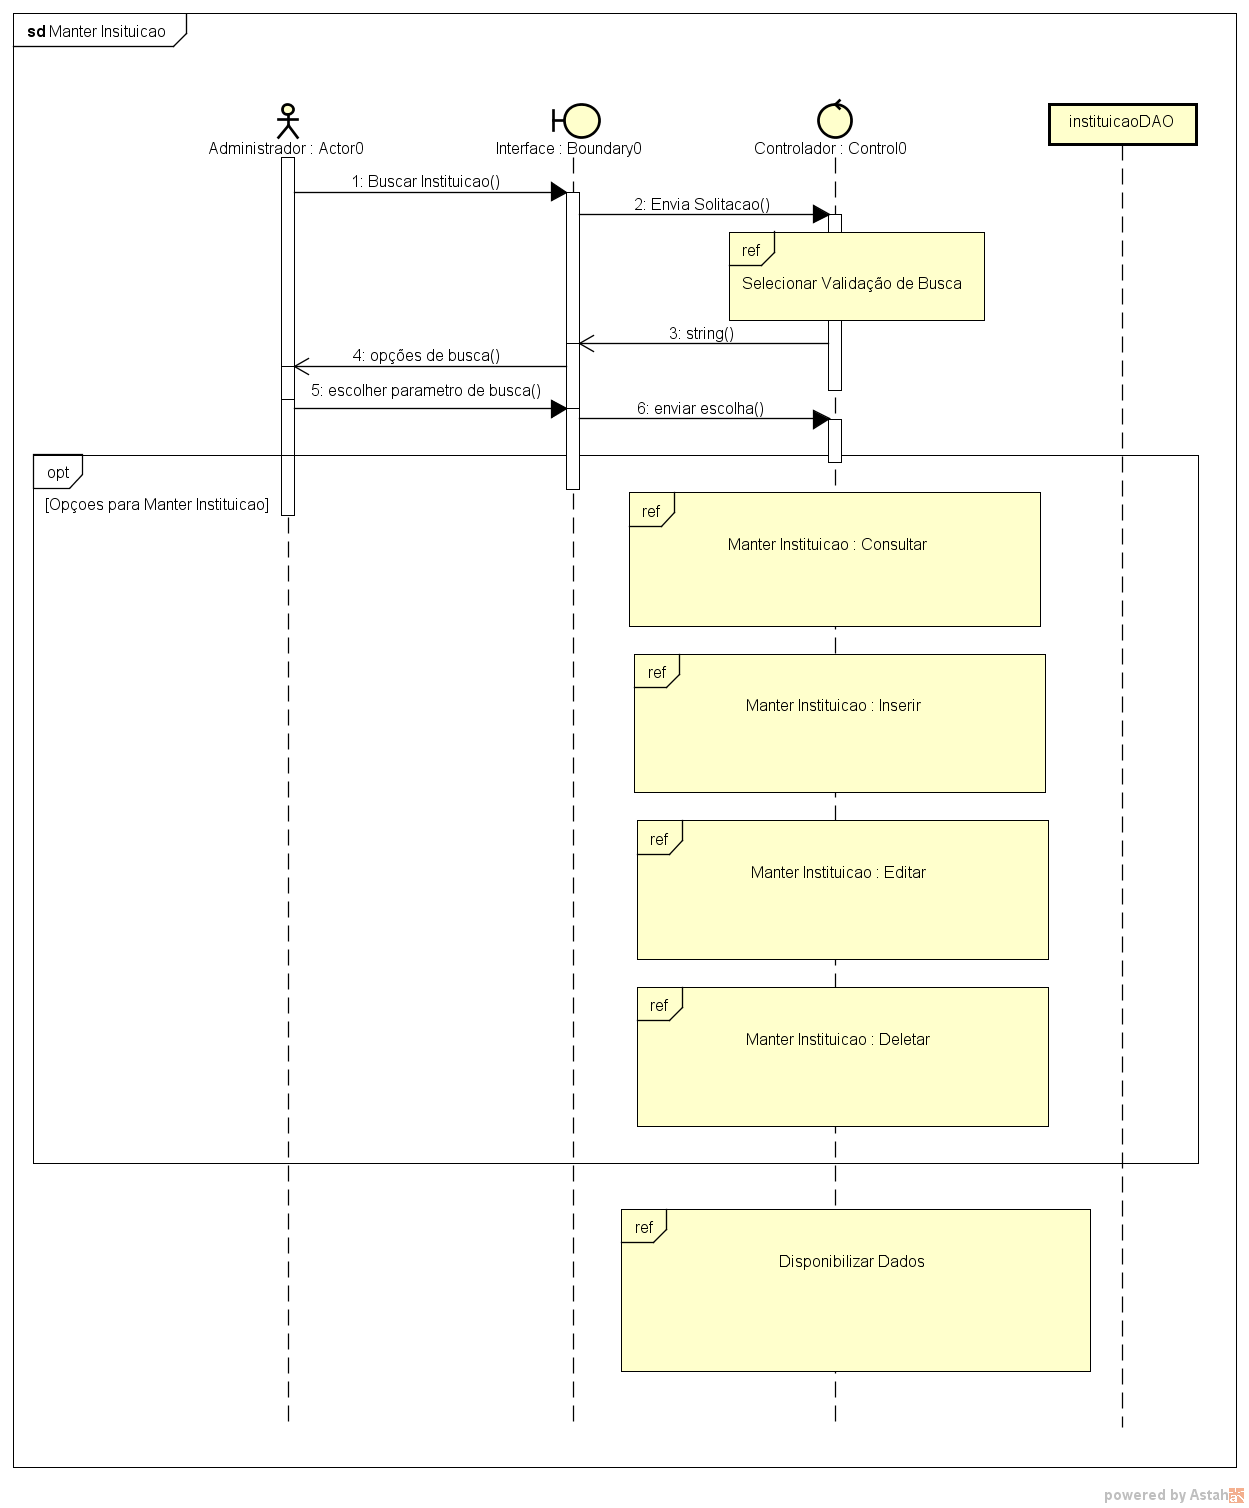 sd Manter Insituicao
Administrador : Actor0
Interface : Boundary0
Controlador : Control0
instituicaoDAO
1: Buscar Instituicao()
2: Envia Solitacao()
ref
Selecionar Validação de Busca
3: string()
4: opções de busca()
5: escolher parametro de busca()
6: enviar escolha()
opt
[Opçoes para Manter Instituicao]
ref
Manter Instituicao : Consultar
ref
Manter Instituicao : Inserir
ref
Manter Instituicao : Editar
ref
Manter Instituicao : Deletar
ref
Disponibilizar Dados
powered by Astah